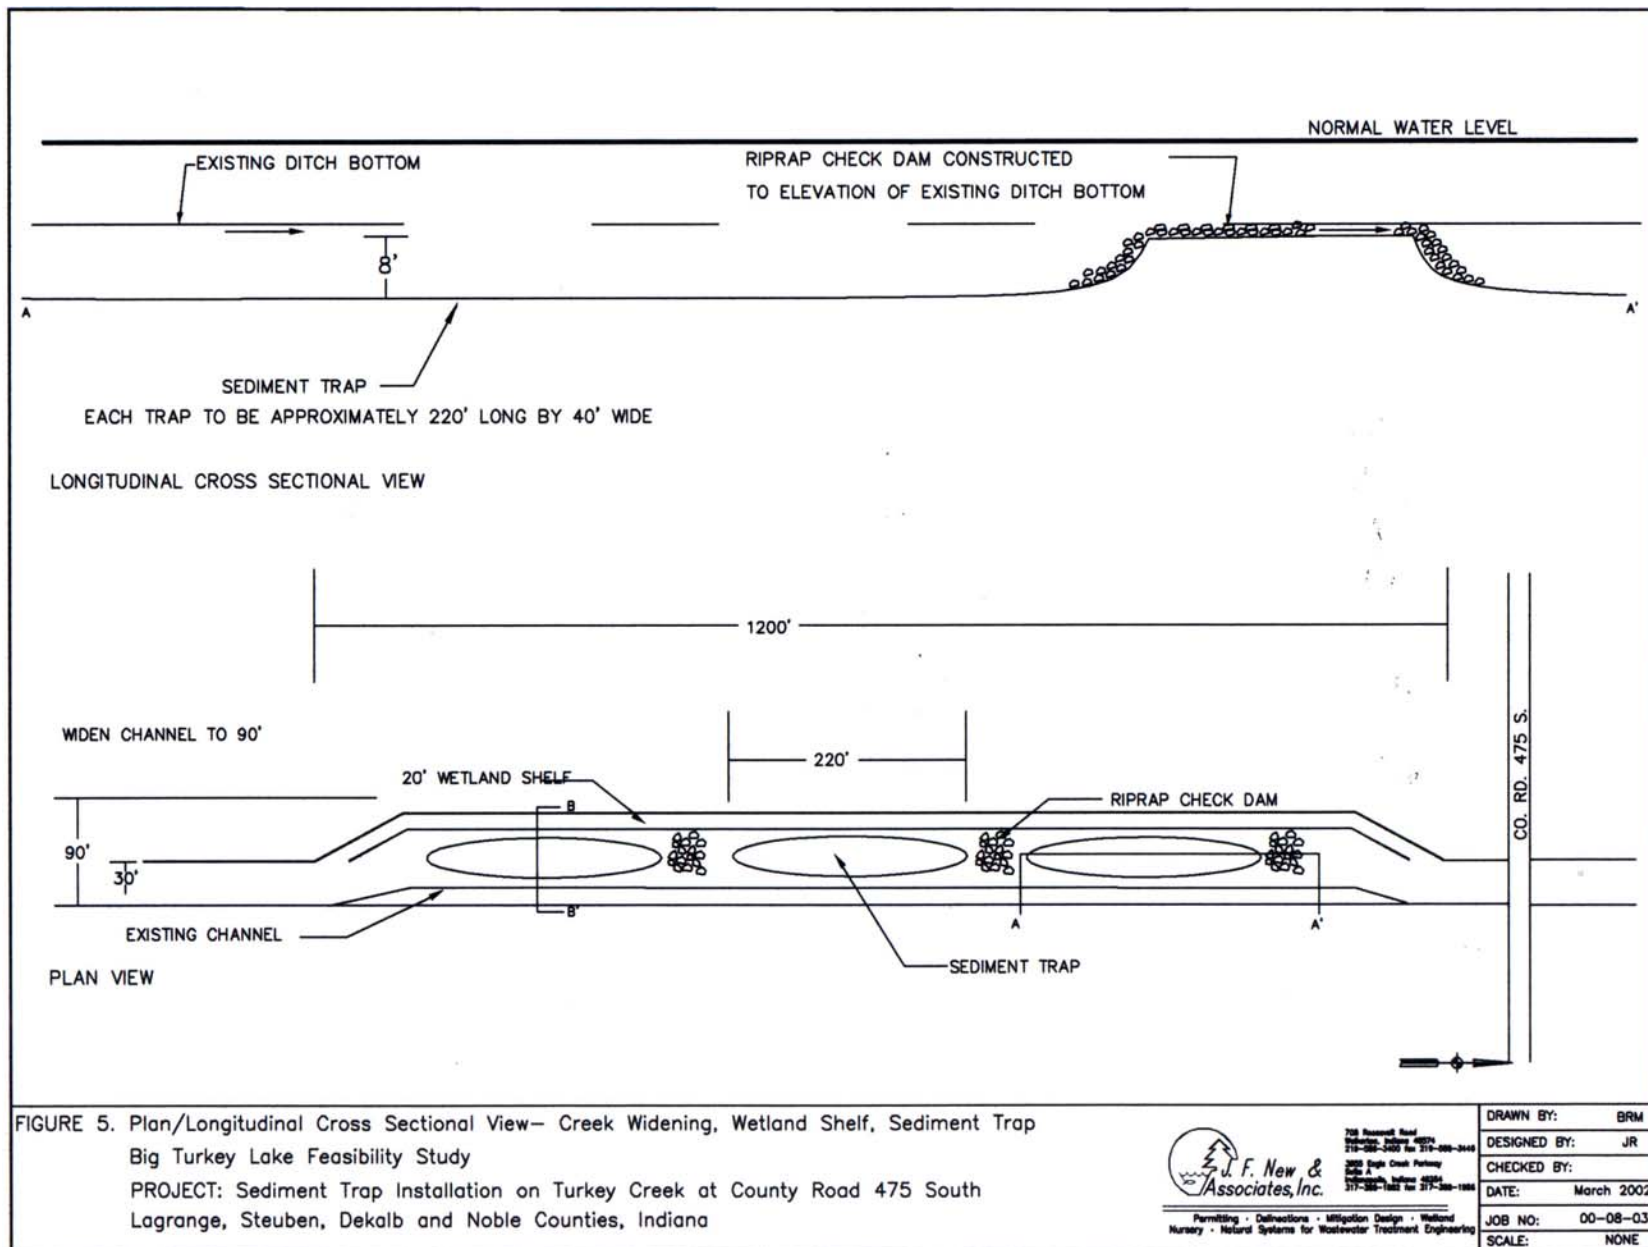 NORMAL WATER LEVEL
EXISTING DITCH BOTTOM
RIPRAP CHECK DAM CONSTRUCTED
TO ELEVATION OF EXISTING DITCH BOTTOM
8'
A
A'
SEDIMENT TRAP
EACH TRAP TO BE APPROXIMATELY 220' LONG BY 40' WIDE
LONGITUDINAL CROSS SECTIONAL VIEW
1200'
WIDEN CHANNEL TO 90'
220'
20' WETLAND SHELF
B
RIPRAP CHECK DAM
CO. RD. 475 S.
90'
30'
B'
A
A'
EXISTING CHANNEL
SEDIMENT TRAP
PLAN VIEW
FIGURE 5. Plan/Longitudinal Cross Sectional View– Creek Widening, Wetland Shelf, Sediment Trap
Big Turkey Lake Feasibility Study
PROJECT: Sediment Trap Installation on Turkey Creek at County Road 475 South
Lagrange, Steuben, Dekalb and Noble Counties, Indiana
J. F. New &
Associates, Inc.
Permitting · Delineations · Mitigation Design · Wetland
Nursery · Natural Systems for Wastewater Treatment Engineering
DRAWN BY: BRM
DESIGNED BY: JR
CHECKED BY:
DATE: March 2002
JOB NO: 00-08-03
SCALE: NONE